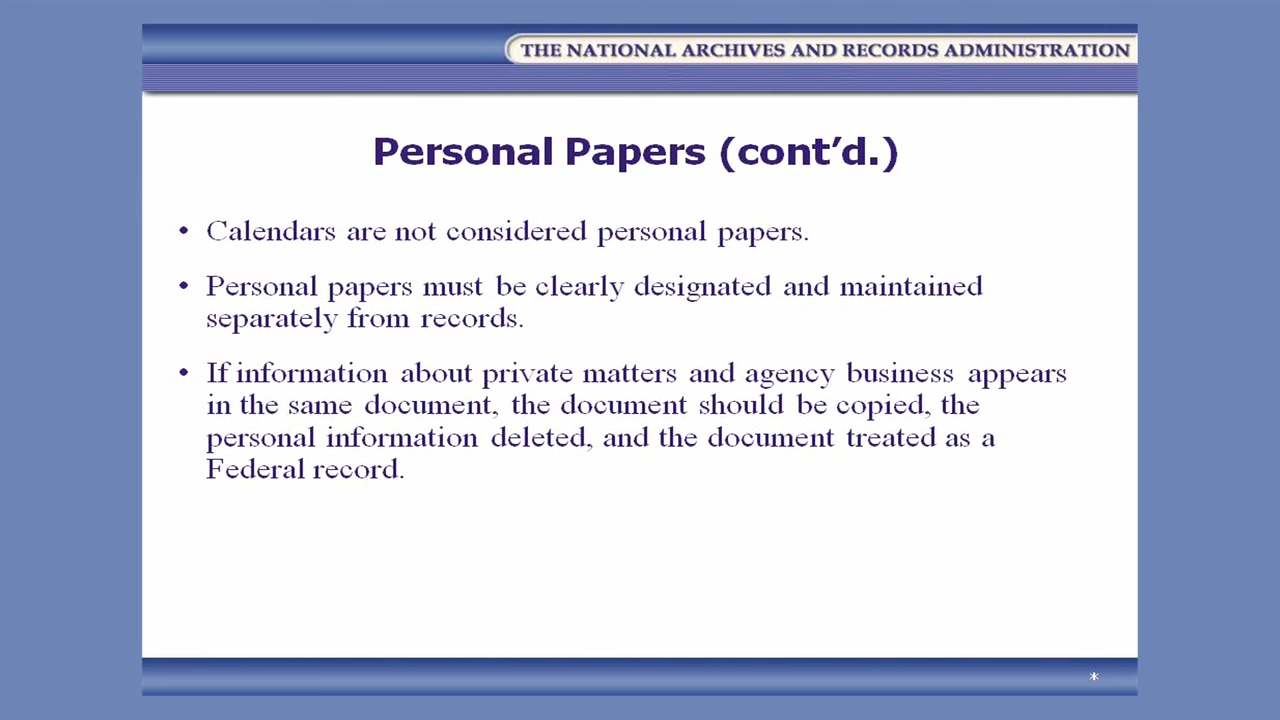 THE NATIONAL ARCHIVES AND RECORDS ADMINISTRATION
Personal Papers (cont’d.)
• Calendars are not considered personal papers.
• Personal papers must be clearly designated and maintained
separately from records.
• If information about private matters and agency business appears
in the same document, the document should be copied, the
personal information deleted, and the document treated as a
Federal record.
*